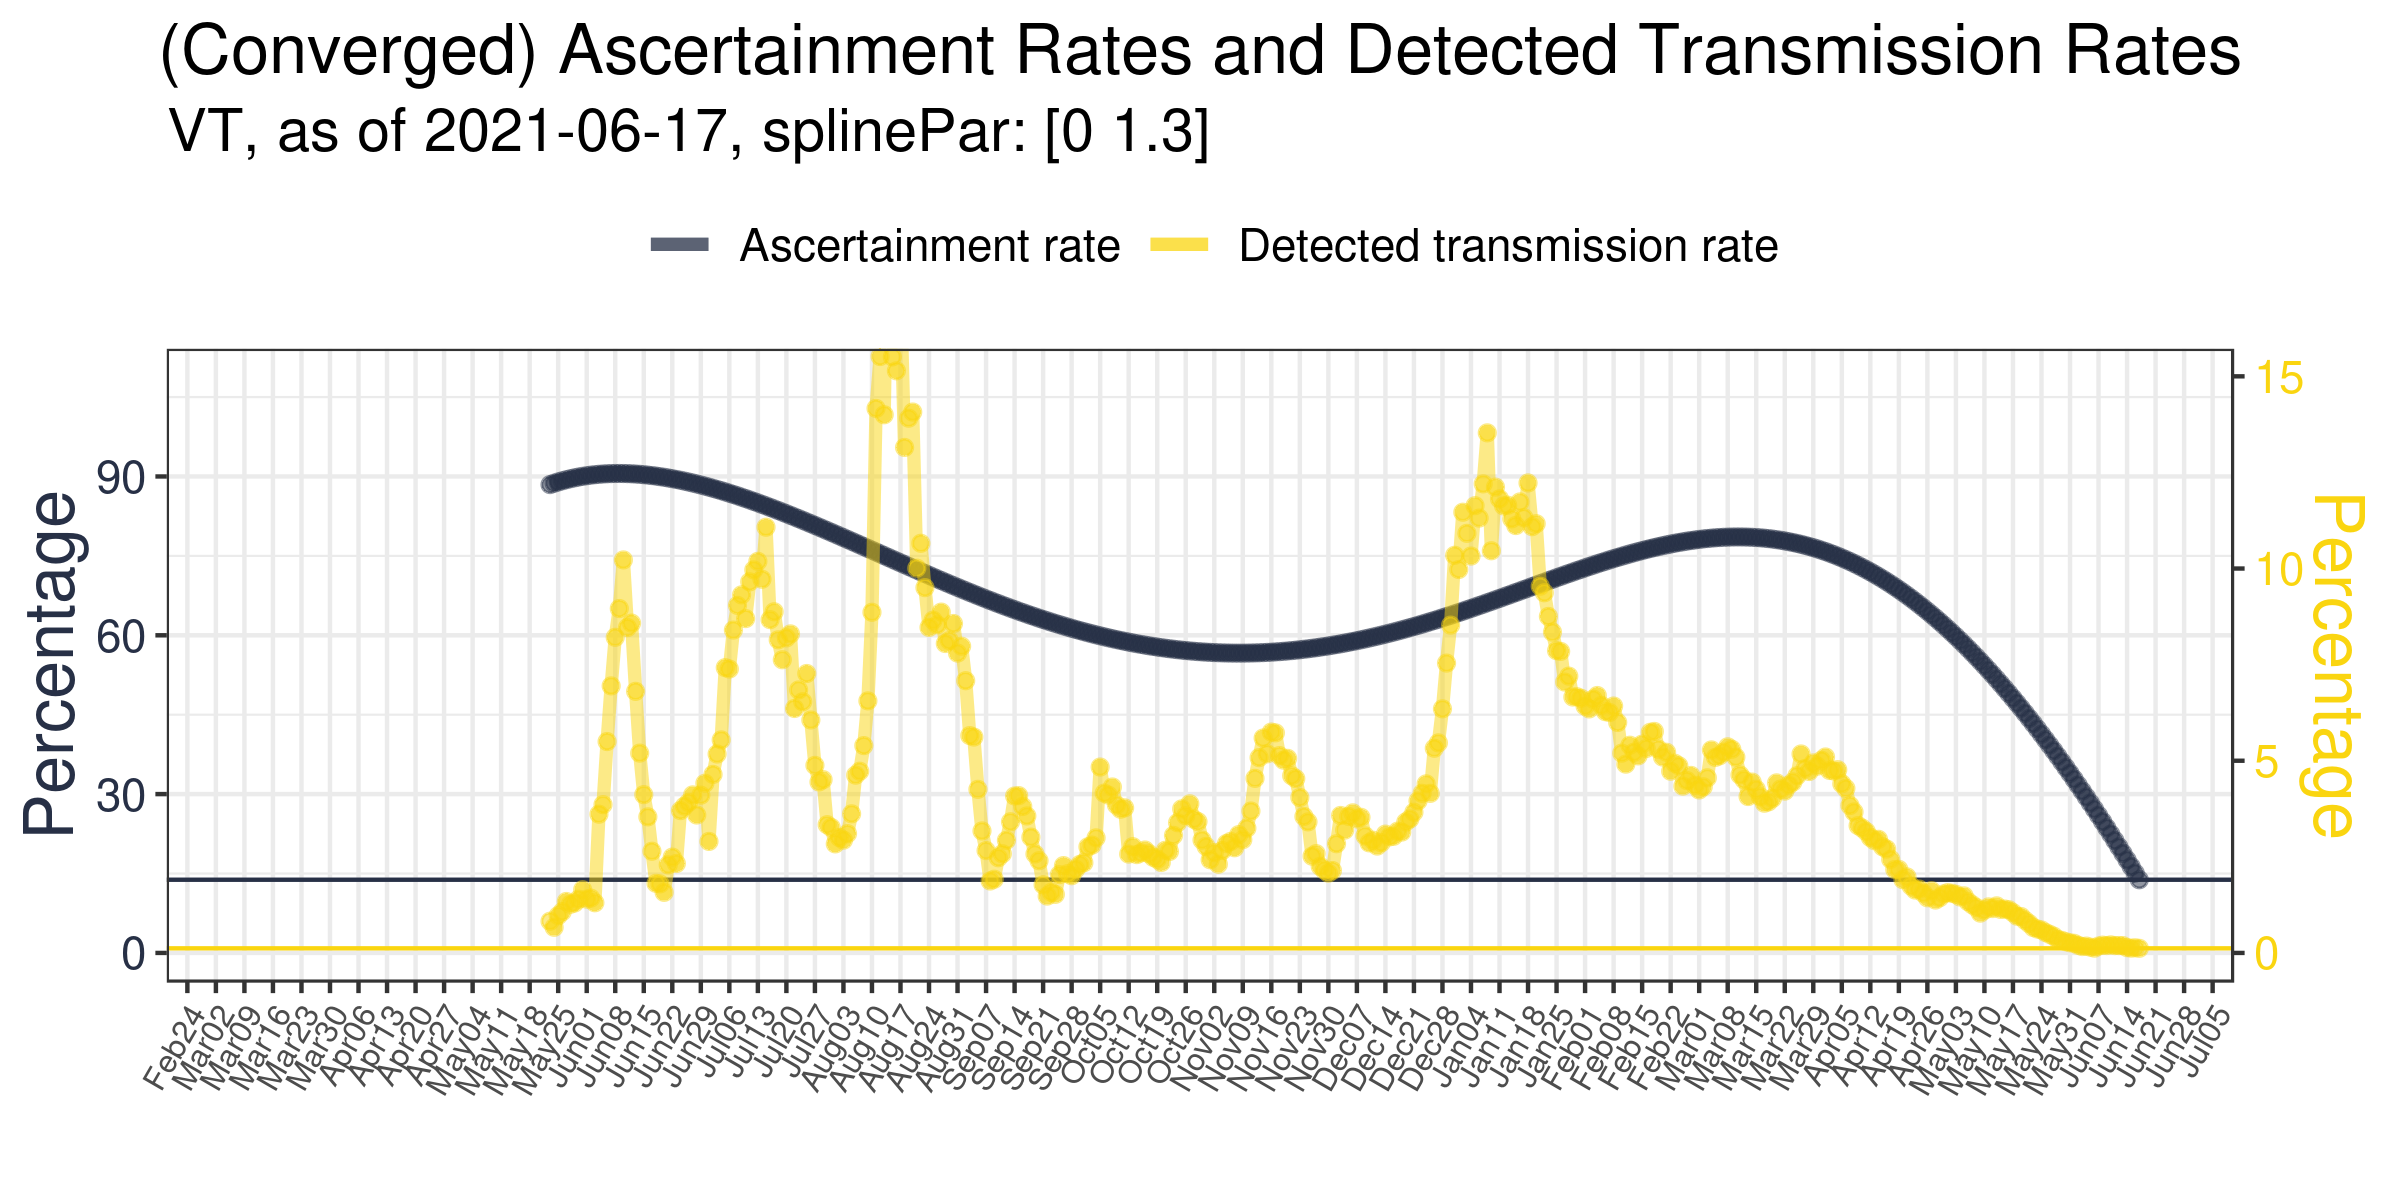 (Converged) Ascertainment Rates and Detected Transmission Rates
VT, as of 2021-06-17, splinePar: [0 1.3]
Ascertainment rate
Detected transmission rate
Percentage
90
60
30
0
15
10
5
0
Percentage
Feb24
Mar02
Mar09
Mar16
Mar23
Mar30
Apr06
Apr13
Apr20
Apr27
May04
May11
May18
May25
Jun01
Jun08
Jun15
Jun22
Jun29
Jul06
Jul13
Jul20
Jul27
Aug03
Aug10
Aug17
Aug24
Aug31
Sep07
Sep14
Sep21
Sep28
Oct05
Oct12
Oct19
Oct26
Nov02
Nov09
Nov16
Nov23
Nov30
Dec07
Dec14
Dec21
Dec28
Jan04
Jan11
Jan18
Jan25
Feb01
Feb08
Feb15
Feb22
Mar01
Mar08
Mar15
Mar22
Mar29
Apr05
Apr12
Apr19
Apr26
May03
May10
May17
May24
May31
Jun07
Jun14
Jun21
Jun28
Jul05